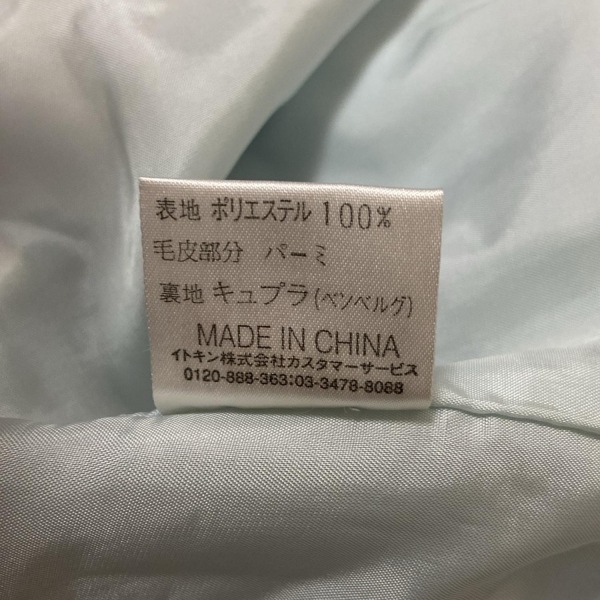 表地 ポリエステル 100%
毛皮部分 パーミ
裏地 キュプラ(ベンベルグ)
MADE IN CHINA
イトキン株式会社カスタマーサービス
0120-888-363:03-3478-8088